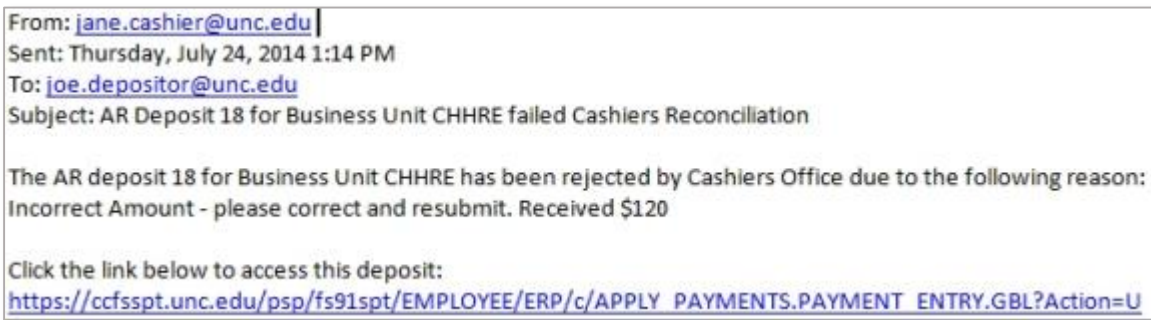 From: jane.cashier@unc.edu
Sent: Thursday, July 24, 2014 1:14 PM
To: joe.depositor@unc.edu
Subject: AR Deposit 18 for Business Unit CHHRE failed Cashiers Reconciliation
The AR deposit 18 for Business Unit CHHRE has been rejected by Cashiers Office due to the following reason:
Incorrect Amount - please correct and resubmit. Received $120
Click the link below to access this deposit:
https://ccfsspt.unc.edu/psp/fs91spt/EMPLOYEE/ERP/c/APPLY_PAYMENTS.PAYMENT_ENTRY.GBL?Action=U